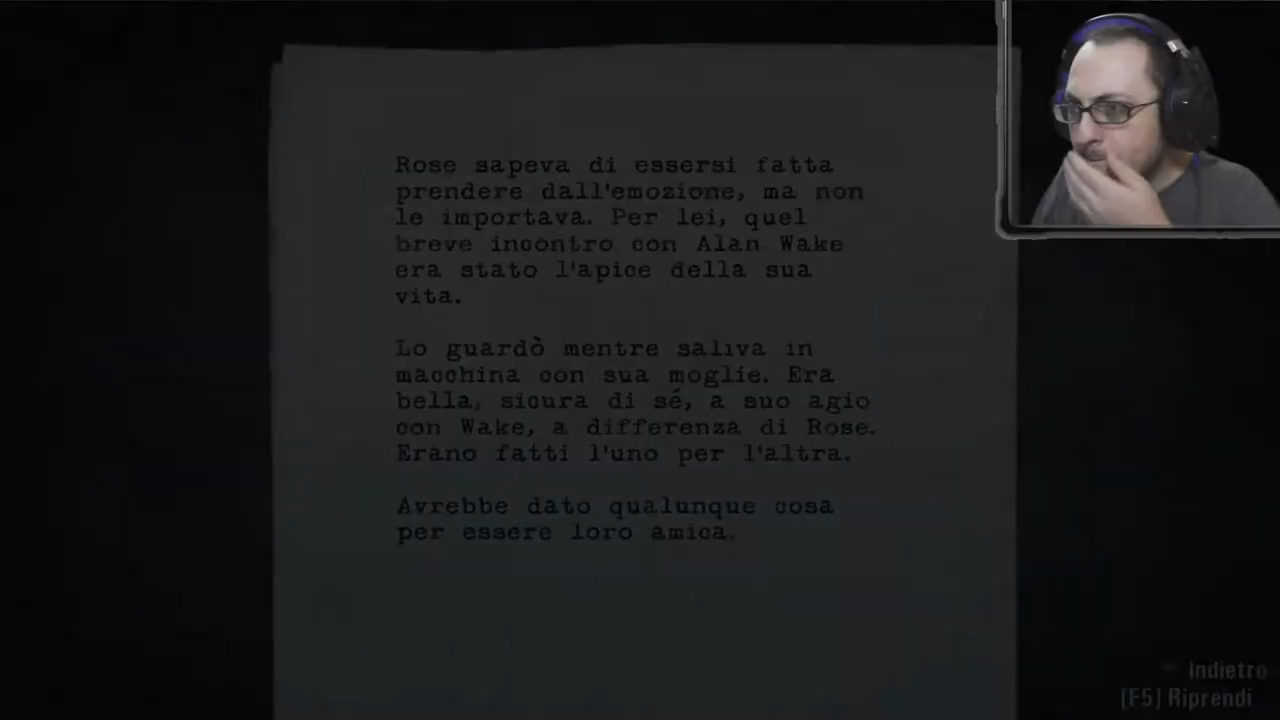 Rose sapeva di essersi fatta
prendere dall'emozione, ma non
le importava. Per lei, quel
breve incontro con Alan Wake
era stato l'apice della sua
vita.
Lo guardò mentre saliva in
macchina con sua moglie. Era
bella, sicura di sé, a suo agio
con Wake, a differenza di Rose.
Erano fatti l'uno per l'altra.
Avrebbe dato qualunque cosa
per essere loro amica.
Indietro
[F5] Riprendi